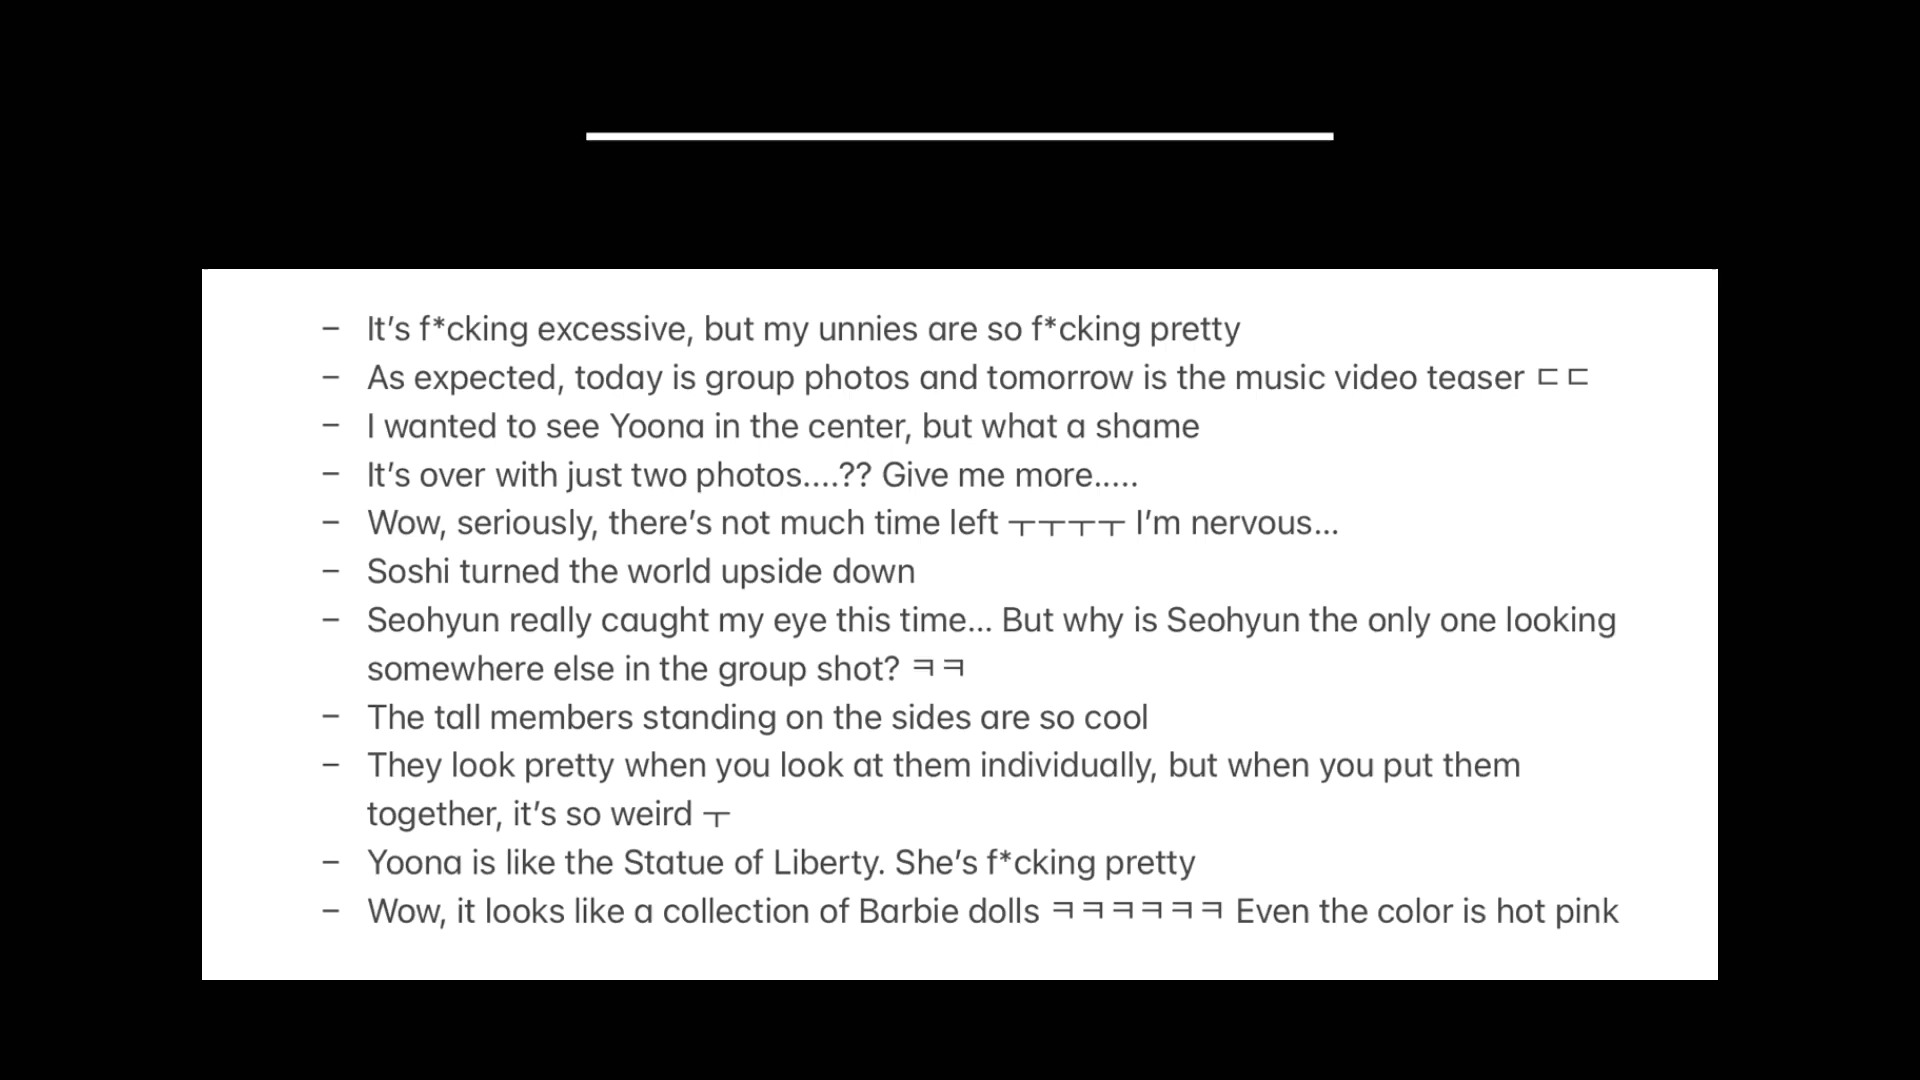 – It’s f*cking excessive, but my unnies are so f*cking pretty
– As expected, today is group photos and tomorrow is the music video teaser ㄷㄷ
– I wanted to see Yoona in the center, but what a shame
– It’s over with just two photos....?? Give me more.....
– Wow, seriously, there’s not much time left ㅜㅜㅜㅜ I’m nervous...
– Soshi turned the world upside down
– Seohyun really caught my eye this time... But why is Seohyun the only one looking
somewhere else in the group shot? ㅋㅋ
– The tall members standing on the sides are so cool
– They look pretty when you look at them individually, but when you put them
together, it’s so weird ㅜ
– Yoona is like the Statue of Liberty. She’s f*cking pretty
– Wow, it looks like a collection of Barbie dolls ㅋㅋㅋㅋㅋㅋ Even the color is hot pink